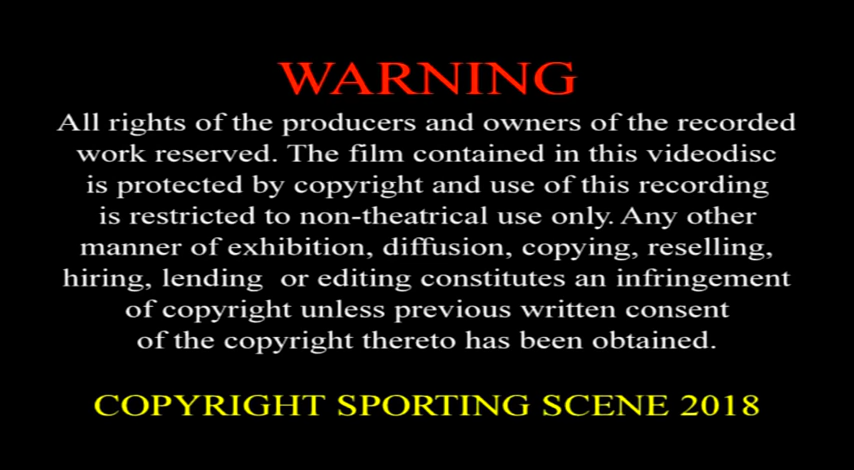 WARNING
All rights of the producers and owners of the recorded
work reserved. The film contained in this videodisc
is protected by copyright and use of this recording
is restricted to non-theatrical use only. Any other
manner of exhibition, diffusion, copying, reselling,
hiring, lending  or editing constitutes an infringement
of copyright unless previous written consent
of the copyright thereto has been obtained.
COPYRIGHT SPORTING SCENE 2018